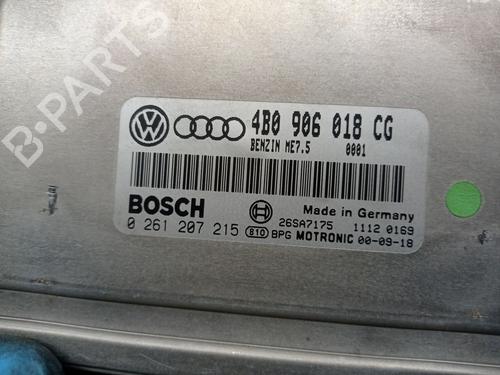 B-PARTS
4B0 906 018 CG
BENZIN ME7.5 0001
BOSCH
Made in Germany
0 261 207 215
26SA7175 1112 0169
810 BPG MOTRONIC 00-09-18